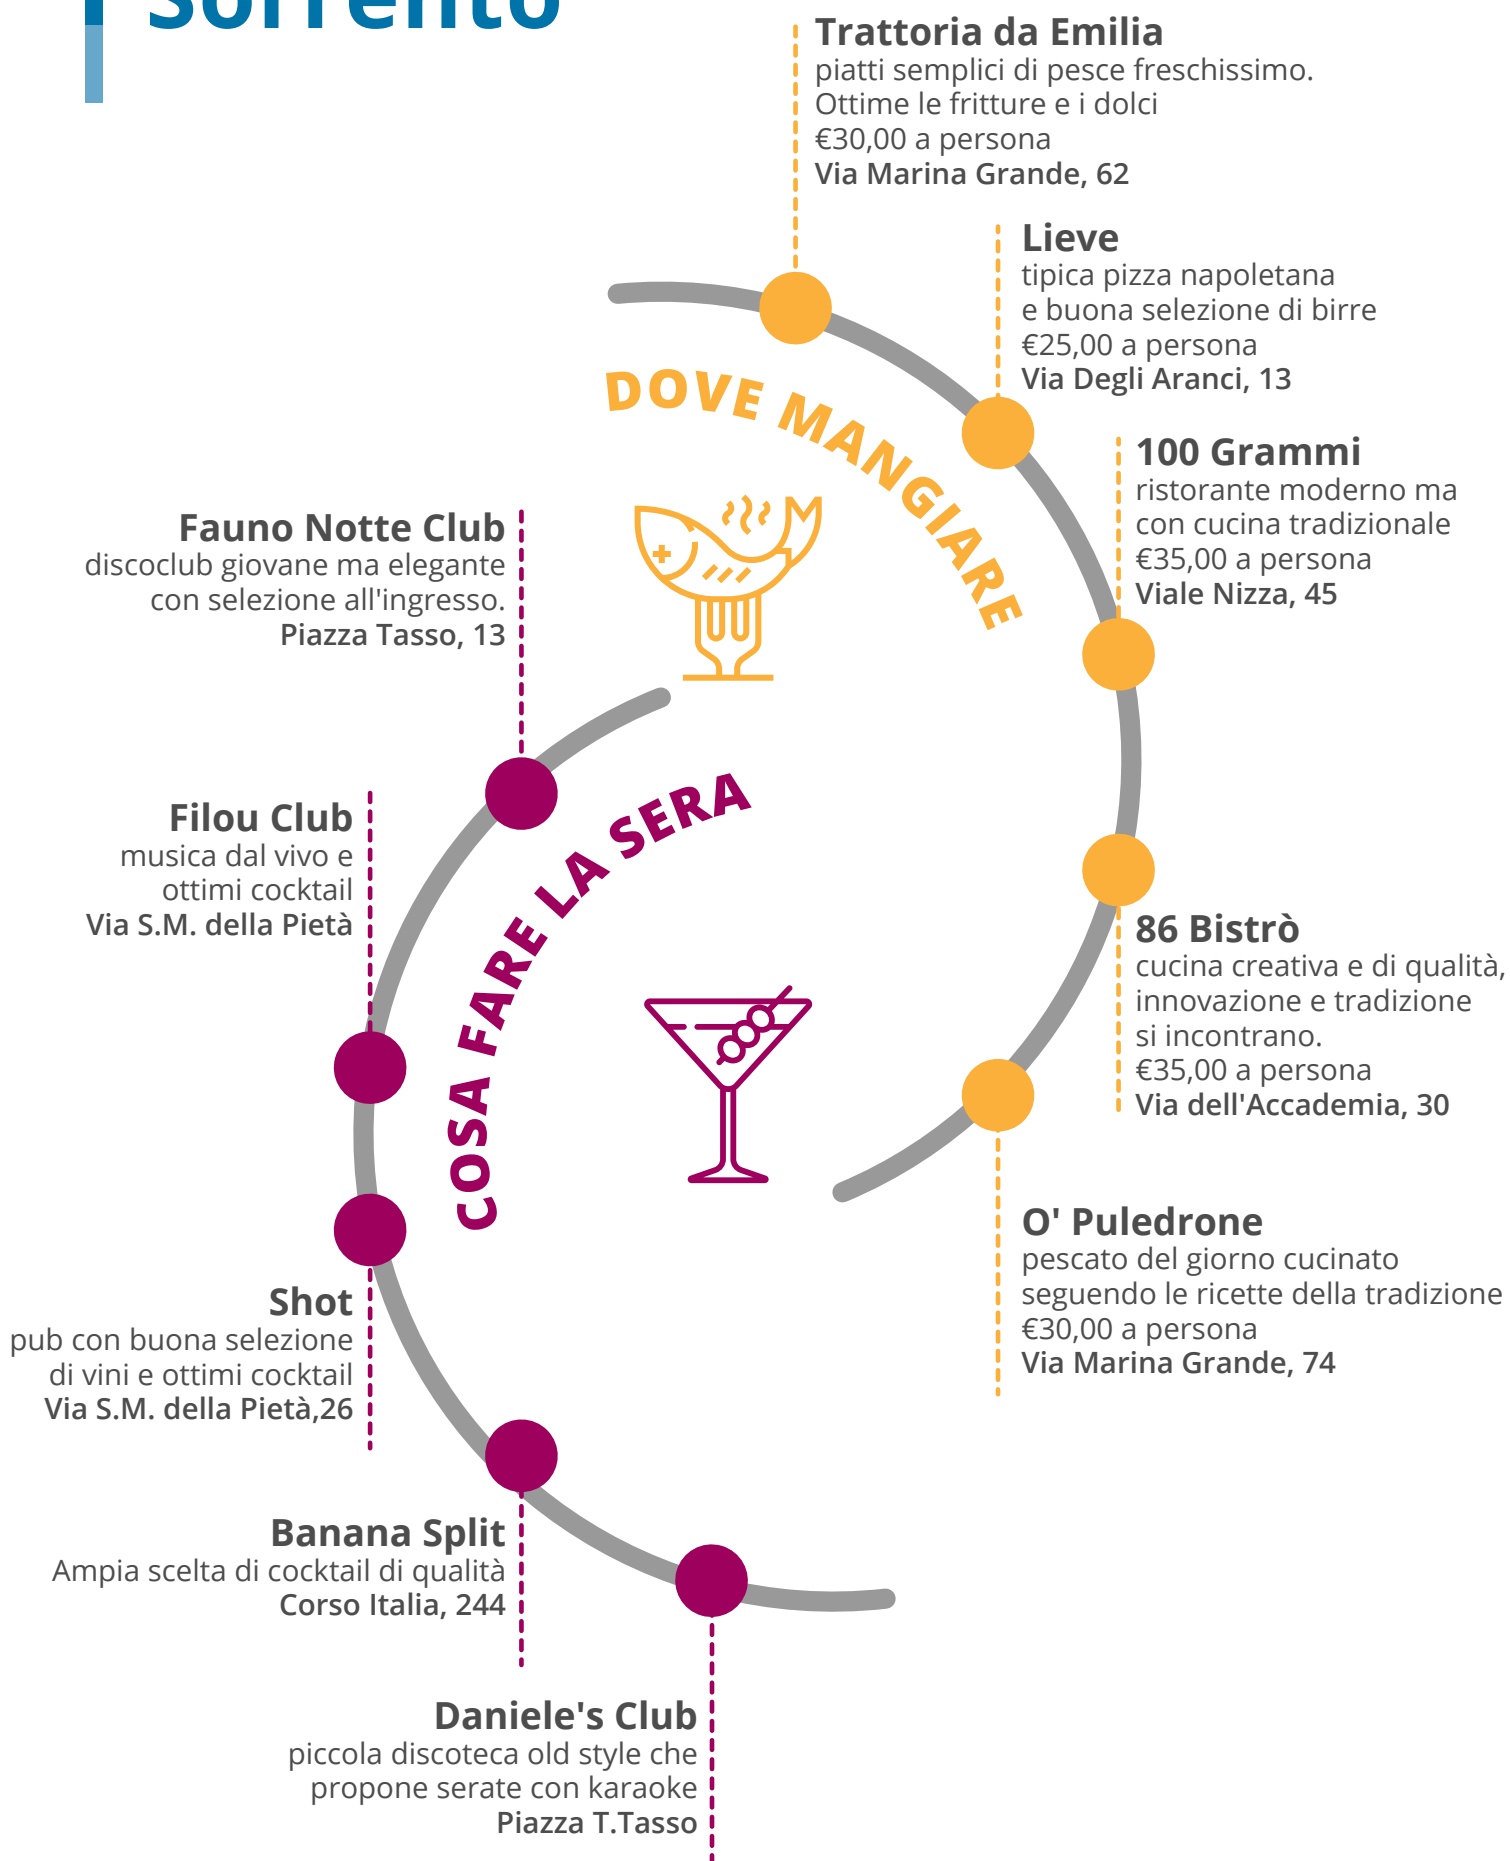 Sorrento
Trattoria da Emilia
piatti semplici di pesce freschissimo.
Ottime le fritture e i dolci
€30,00 a persona
Via Marina Grande, 62
Lieve
tipica pizza napoletana
e buona selezione di birre
€25,00 a persona
Via Degli Aranci, 13
DOVE MANGIARE
100 Grammi
ristorante moderno ma
con cucina tradizionale
€35,00 a persona
Viale Nizza, 45
86 Bistrò
cucina creativa e di qualità,
innovazione e tradizione
si incontrano.
€35,00 a persona
Via dell'Accademia, 30
O' Puledrone
pescato del giorno cucinato
seguendo le ricette della tradizione
€30,00 a persona
Via Marina Grande, 74
Fauno Notte Club
discoclub giovane ma elegante
con selezione all'ingresso.
Piazza Tasso, 13
COSA FARE LA SERA
Filou Club
musica dal vivo e
ottimi cocktail
Via S.M. della Pietà
Shot
pub con buona selezione
di vini e ottimi cocktail
Via S.M. della Pietà,26
Banana Split
Ampia scelta di cocktail di qualità
Corso Italia, 244
Daniele's Club
piccola discoteca old style che
propone serate con karaoke
Piazza T.Tasso